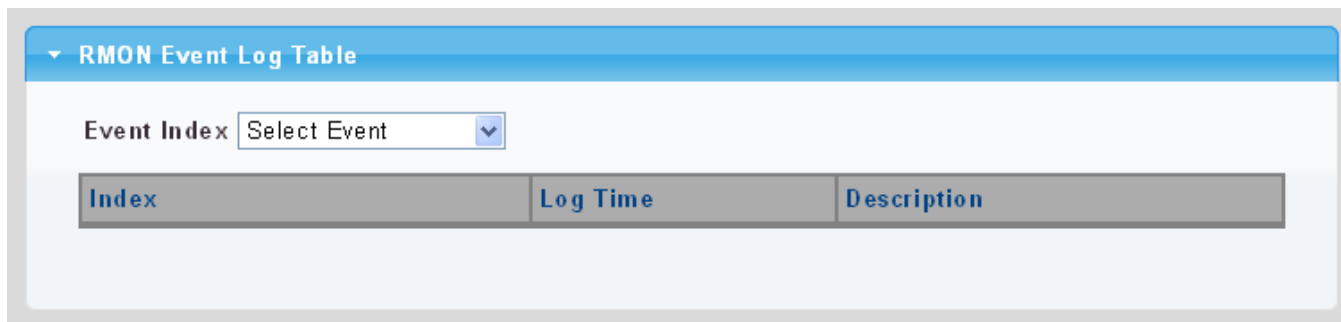 RMON Event Log Table
Event Index Select Event
Index Log Time Description